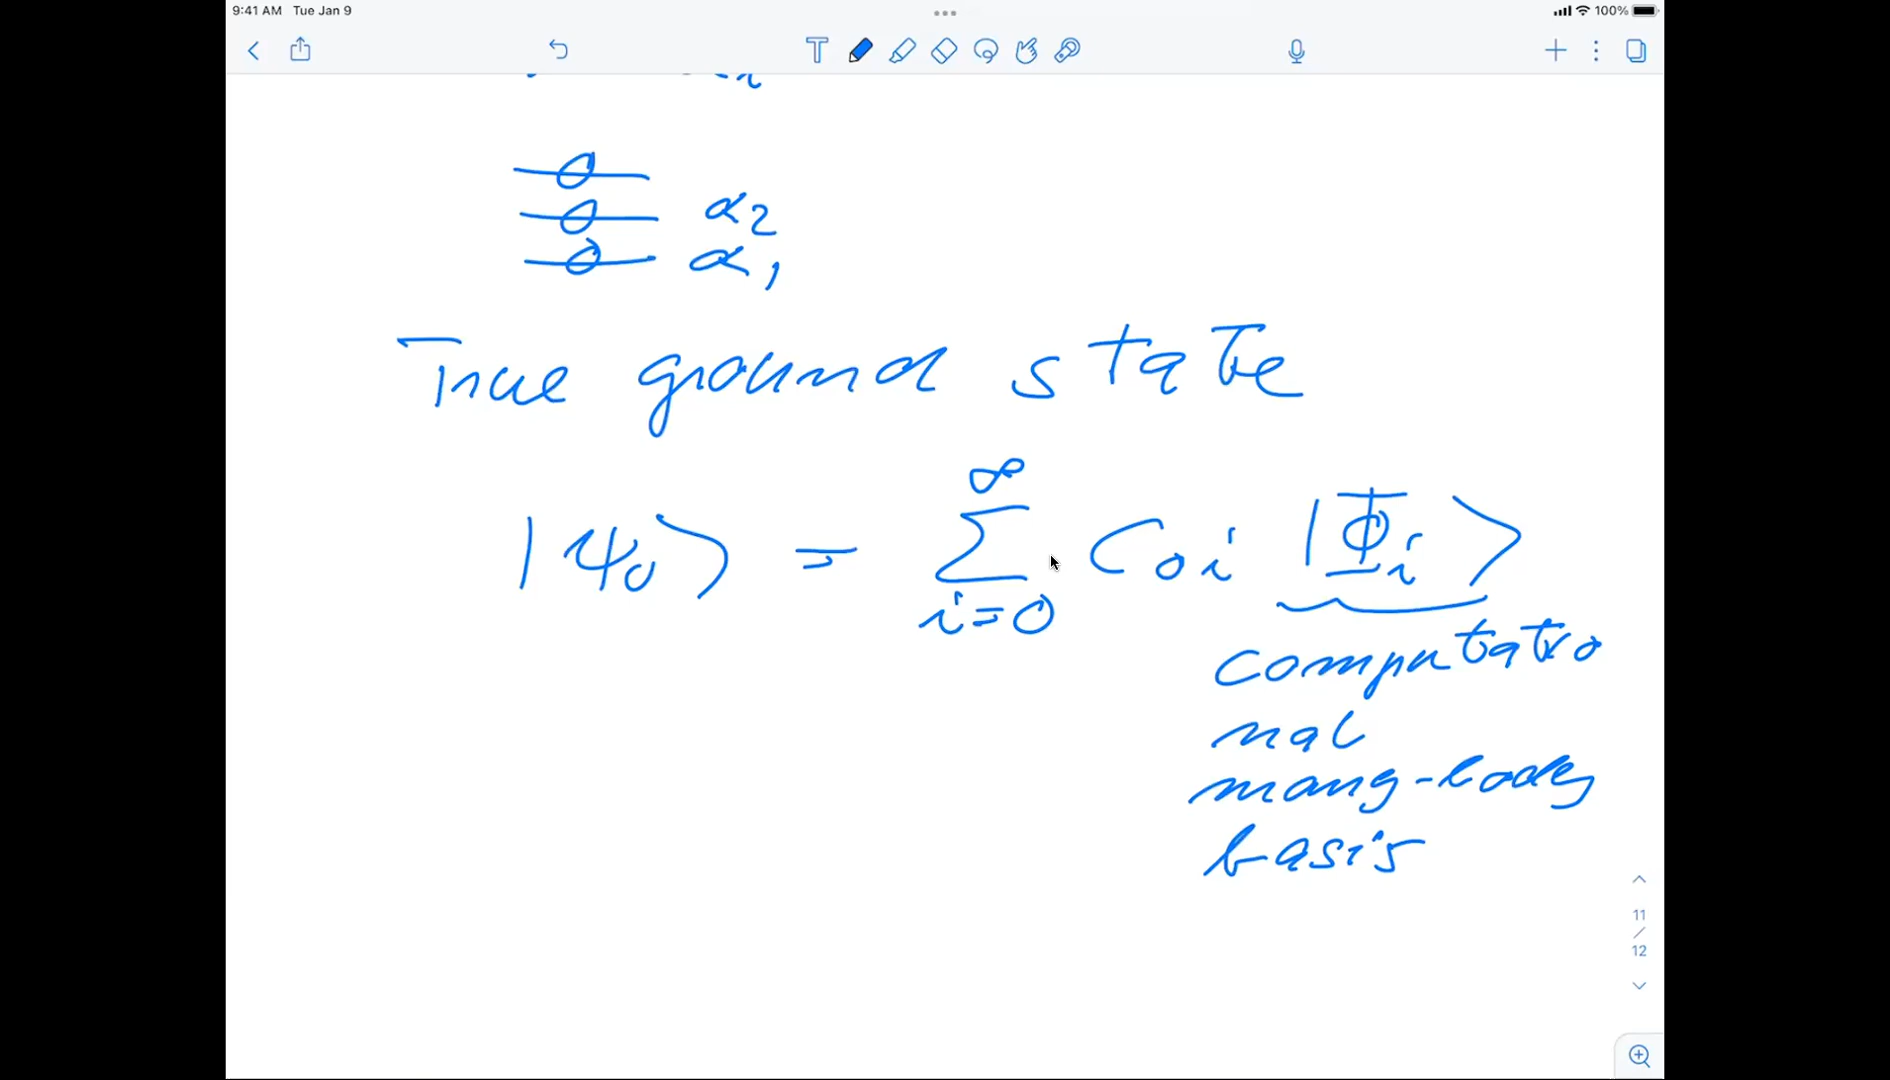 9:41 AM Tue Jan 9
100%
α2
α1
True ground state
|ψ0⟩ = ∑ i=0 ∞ C0i |Φi⟩
computatio
nal
many-body
basis
11
/
12